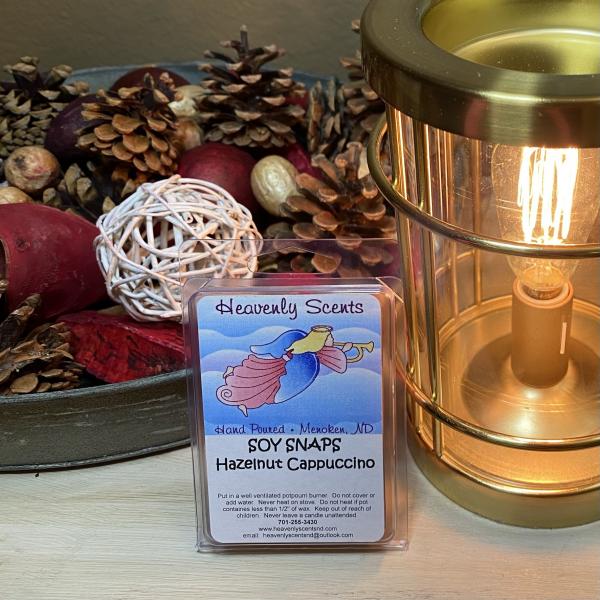 Heavenly Scents
Hand Poured • Menoken, ND
SOY SNAPS
Hazelnut Cappuccino
Put in a well ventilated potpourri burner. Do not cover or
add water. Never heat on stove. Do not heat if pot
containes less than 1/2" of wax. Keep out of reach of
children. Never leave a candle unattended.
701-255-3430
www.heavenlyscentsnd.com
email: heavenlyscentsnd@outlook.com